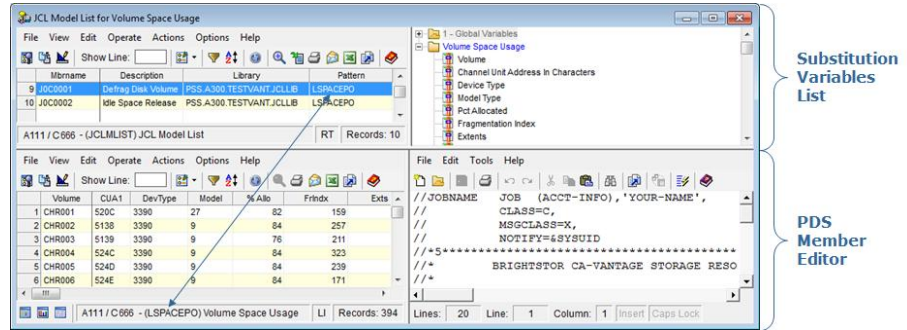 JCL Model List for Volume Space Usage
File View Edit Operate Actions Options Help
Show Line:
Mbrname Description Library Pattern
9 J0C0001 Defrag Disk Volume PSS.A300.TESTVANT.JCLLIB LSPACEPO
10 J0C0002 Idle Space Release PSS.A300.TESTVANT.JCLLIB LSPACEPO
A111 / C666 - (JCLMLIST) JCL Model List RT Records: 10
1 - Global Variables
Volume Space Usage
Volume
Channel Unit Address In Characters
Device Type
Model Type
Pct Allocated
Fragmentation Index
Extents
Substitution
Variables
List
File View Edit Operate Actions Options Help
Show Line:
Volume CUA1 DevType Model % Allo FrIndx Exts
1 CHR001 520C 3390 27 82 159
2 CHR002 5138 3390 9 84 257
3 CHR003 5139 3390 9 76 211
4 CHR004 524C 3390 9 84 323
5 CHR005 524D 3390 9 84 239
6 CHR006 524E 3390 9 84 171
A111 / C666 - (LSPACEPO) Volume Space Usage LI Records: 394
File Edit Tools Help
//JOBNAME JOB (ACCT-INFO),'YOUR-NAME',
// CLASS=C,
// MSGCLASS=X,
// NOTIFY=&SYSUID
//*5*****************************************
//* BRIGHTSTOR CA-VANTAGE STORAGE RESO
//*
Lines: 20 Line: 1 Column: 1 Insert Caps Lock
PDS
Member
Editor